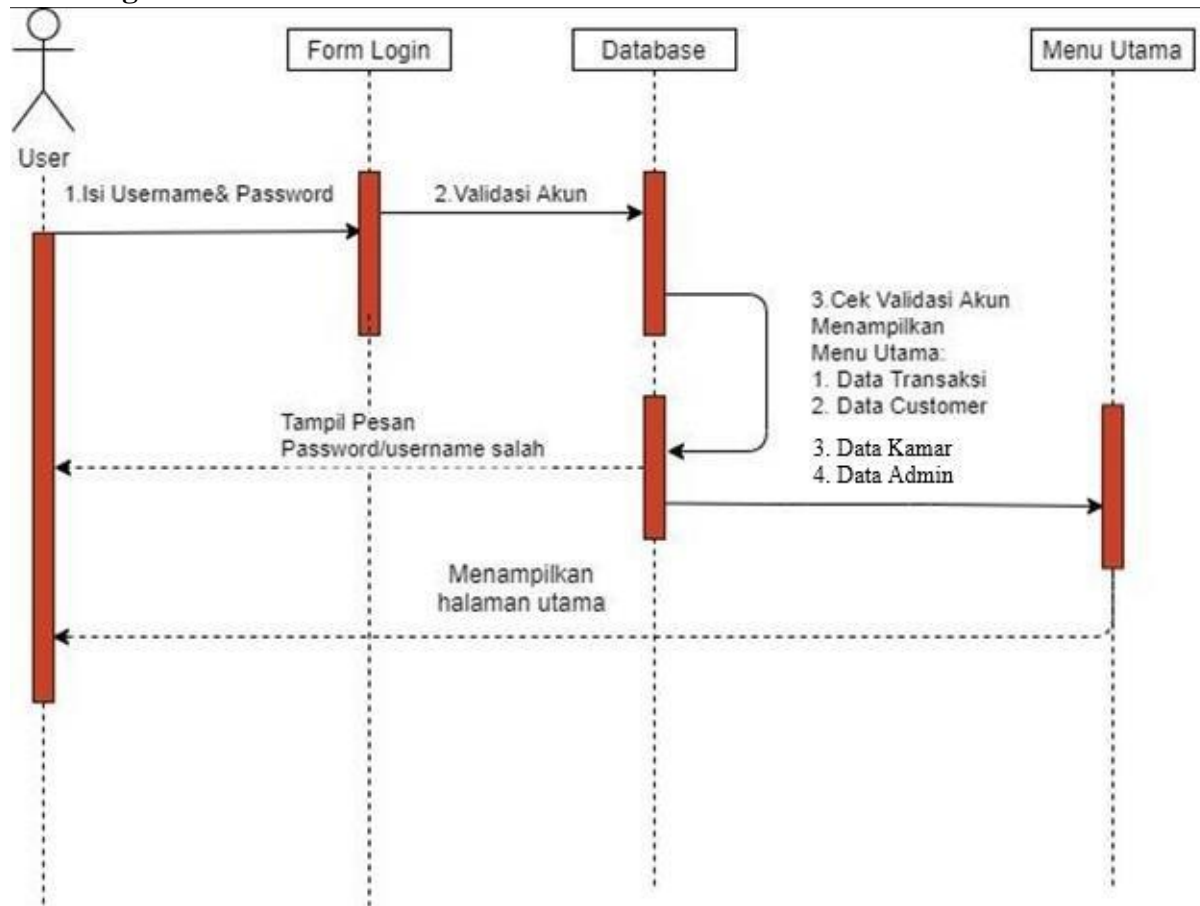 Form Login
Database
Menu Utama
User
1.Isi Username& Password
2.Validasi Akun
3.Cek Validasi Akun
Menampilkan
Menu Utama:
1. Data Transaksi
2. Data Customer
3. Data Kamar
4. Data Admin
Tampil Pesan
Password/username salah
Menampilkan
halaman utama